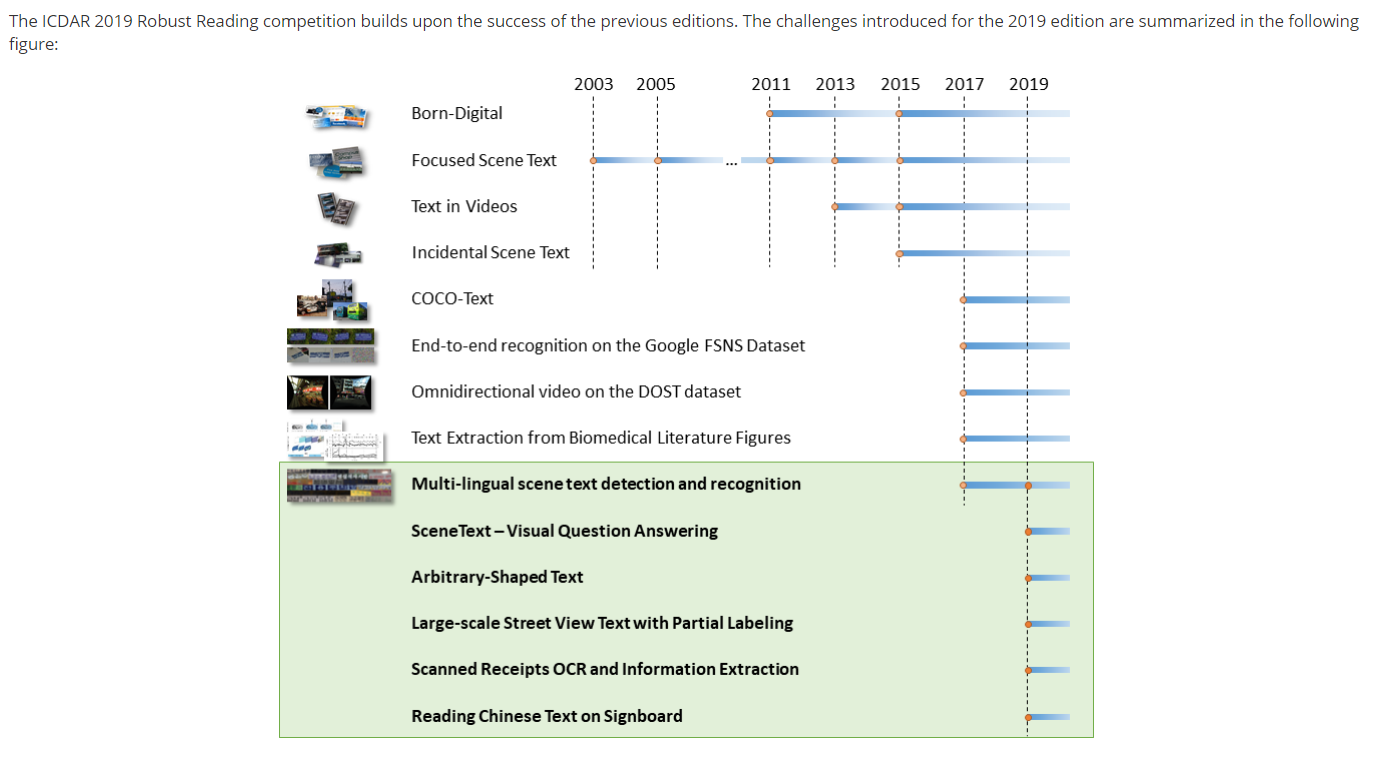 The ICDAR 2019 Robust Reading competition builds upon the success of the previous editions. The challenges introduced for the 2019 edition are summarized in the following
figure:
2003 2005 2011 2013 2015 2017 2019
Born-Digital
Focused Scene Text ...
Text in Videos
Incidental Scene Text
COCO-Text
End-to-end recognition on the Google FSNS Dataset
Omnidirectional video on the DOST dataset
Text Extraction from Biomedical Literature Figures
Multi-lingual scene text detection and recognition
SceneText – Visual Question Answering
Arbitrary-Shaped Text
Large-scale Street View Text with Partial Labeling
Scanned Receipts OCR and Information Extraction
Reading Chinese Text on Signboard